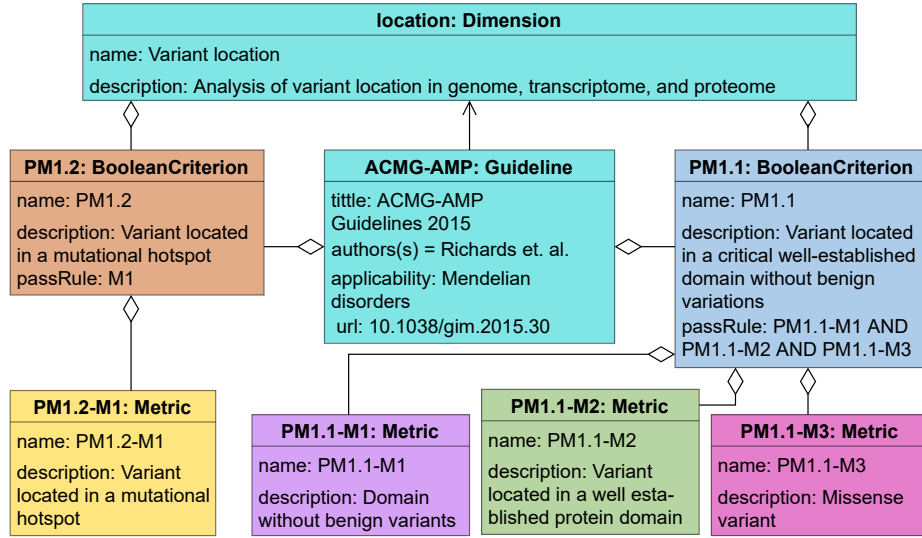 location: Dimension
name: Variant location
description: Analysis of variant location in genome, transcriptome, and proteome
PM1.2: BooleanCriterion
name: PM1.2
description: Variant located
in a mutational hotspot
passRule: M1
ACMG-AMP: Guideline
tittle: ACMG-AMP
Guidelines 2015
authors(s) = Richards et. al.
applicability: Mendelian
disorders
url: 10.1038/gim.2015.30
PM1.1: BooleanCriterion
name: PM1.1
description: Variant located
in a critical well-established
domain without benign
variations
passRule: PM1.1-M1 AND
PM1.1-M2 AND PM1.1-M3
PM1.2-M1: Metric
name: PM1.2-M1
description: Variant
located in a mutational
hotspot
PM1.1-M1: Metric
name: PM1.1-M1
description: Domain
without benign variants
PM1.1-M2: Metric
name: PM1.1-M2
description: Variant
located in a well esta-
blished protein domain
PM1.1-M3: Metric
name: PM1.1-M3
description: Missense
variant